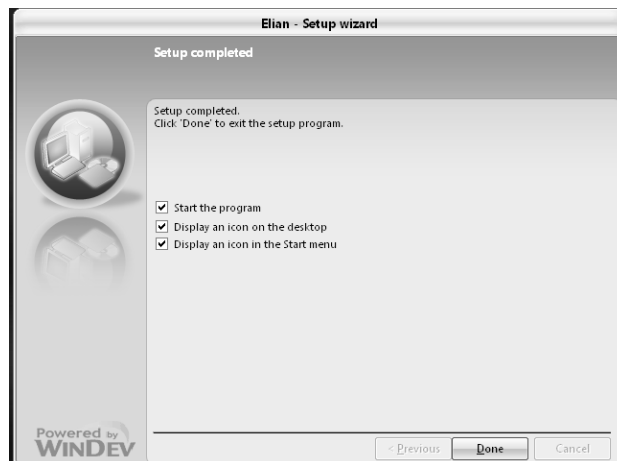 Elian - Setup wizard
Setup completed
Setup completed.
Click 'Done' to exit the setup program.
Start the program
Display an icon on the desktop
Display an icon in the Start menu
Powered by
WINDEV
< Previous
Done
Cancel